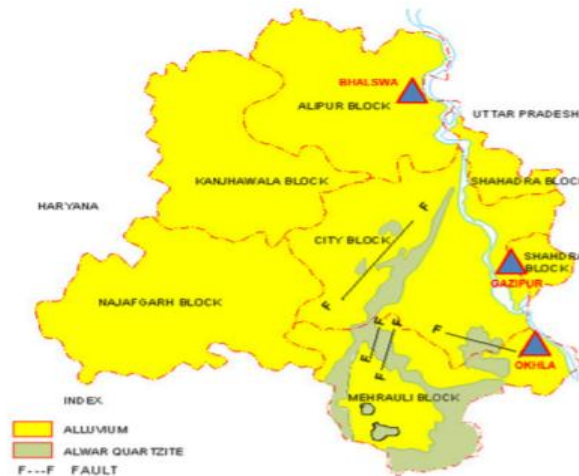 BHALSWA
ALIPUR BLOCK
UTTAR PRADESH
KANJHAWALA BLOCK
SHAHADRA BLOCK
HARYANA
F
CITY BLOCK
SHAHDRA
BLOCK
GAZIPUR
NAJAFGARH BLOCK
F
F
F
F
F
F
OKHLA
MEHRAULI BLOCK
INDEX
ALLUVIUM
ALWAR QUARTZITE
F---F FAULT